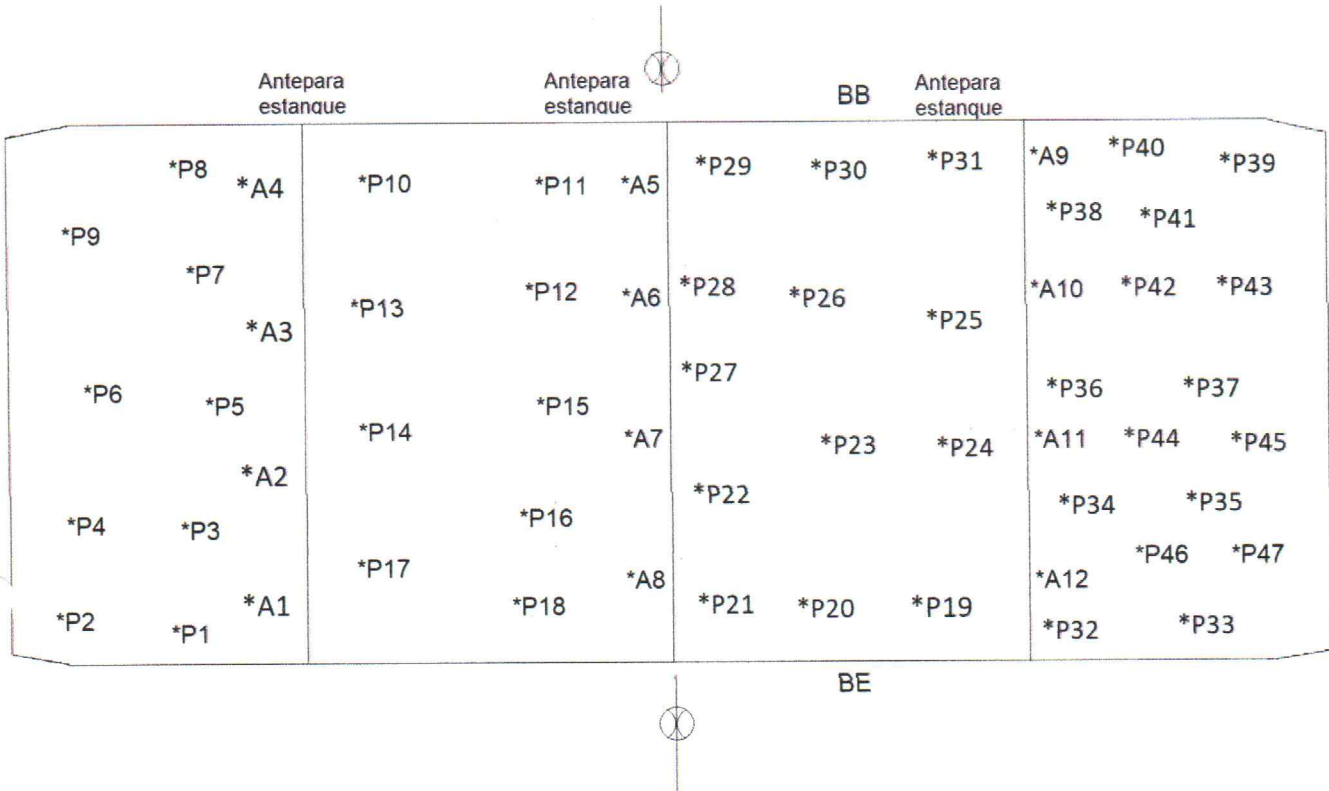 Antepara
estanque
Antepara
estanque
BB
Antepara
estanque
*P8
*A4
*P9
*P7
*A3
*P6
*P5
*A2
*P4
*P3
*A1
*P2
*P1
*P10
*P11
*A5
*P13
*P12
*A6
*P14
*P15
*A7
*P16
*P17
*P18
*A8
*P29
*P30
*P31
*P28
*P26
*P25
*P27
*P23
*P24
*P22
*P21
*P20
*P19
*A9
*P40
*P39
*P38
*P41
*A10
*P42
*P43
*P36
*P37
*A11
*P44
*P45
*P34
*P35
*P46
*P47
*A12
*P32
*P33
BE